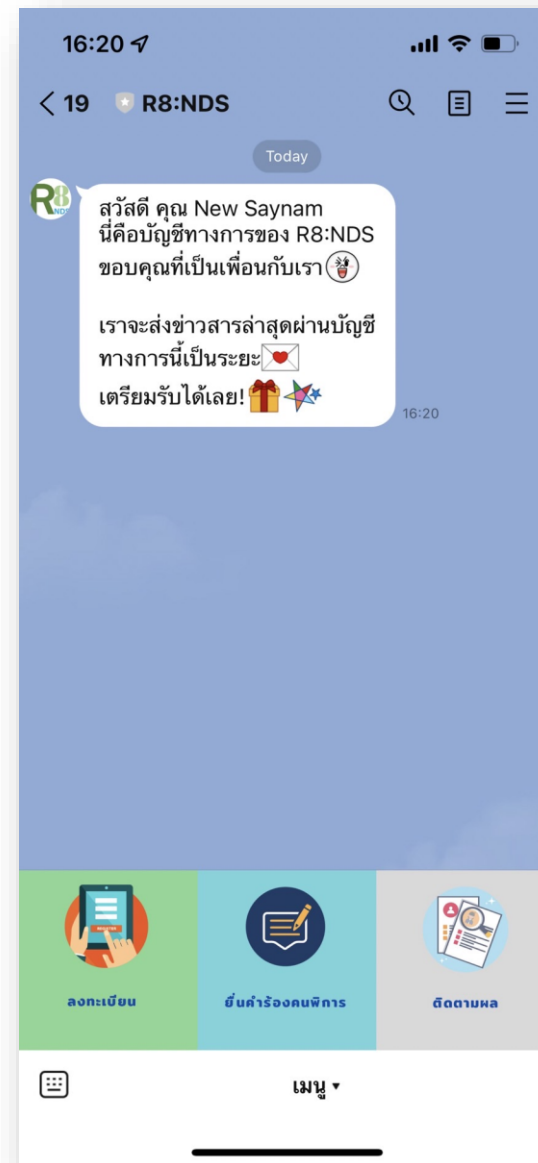 16:20
19 R8:NDS
Today
R8
NDS
สวัสดี คุณ New Saynam
นี่คือบัญชีทางการของ R8:NDS
ขอบคุณที่เป็นเพื่อนกับเรา
เราจะส่งข่าวสารล่าสุดผ่านบัญชี
ทางการนี้เป็นระยะ
เตรียมรับได้เลย!
16:20
ลงทะเบียน
ยื่นคำร้องคนพิการ
ติดตามผล
เมนู